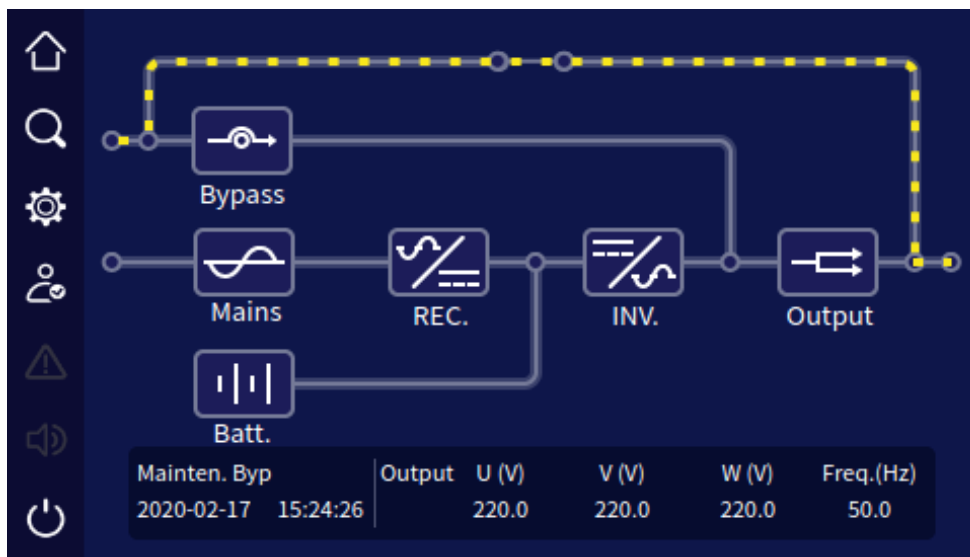 Bypass
Mains
REC.
INV.
Output
Batt.
Mainten. Byp Output U (V) V (V) W (V) Freq.(Hz)
2020-02-17 15:24:26 220.0 220.0 220.0 50.0